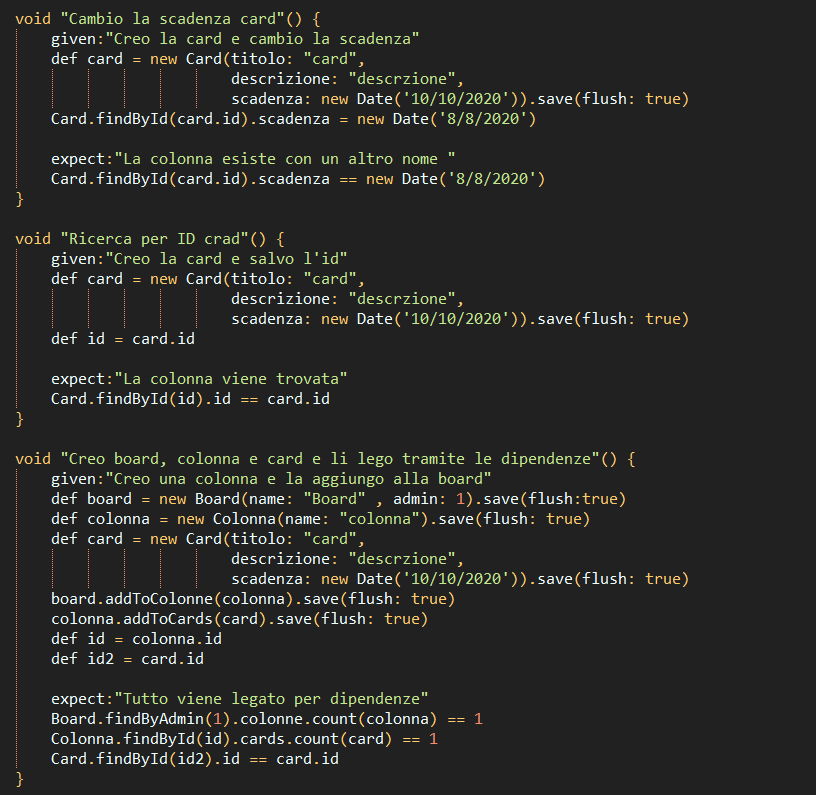 void "Cambio la scadenza card"() {
    given:"Creo la card e cambio la scadenza"
    def card = new Card(titolo: "card",
                        descrizione: "descrzione",
                        scadenza: new Date('10/10/2020')).save(flush: true)
    Card.findById(card.id).scadenza = new Date('8/8/2020')
    expect:"La colonna esiste con un altro nome "
    Card.findById(card.id).scadenza == new Date('8/8/2020')
}
void "Ricerca per ID crad"() {
    given:"Creo la card e salvo l'id"
    def card = new Card(titolo: "card",
                        descrizione: "descrzione",
                        scadenza: new Date('10/10/2020')).save(flush: true)
    def id = card.id
    expect:"La colonna viene trovata"
    Card.findById(id).id == card.id
}
void "Creo board, colonna e card e li lego tramite le dipendenze"() {
    given:"Creo una colonna e la aggiungo alla board"
    def board = new Board(name: "Board" , admin: 1).save(flush:true)
    def colonna = new Colonna(name: "colonna").save(flush: true)
    def card = new Card(titolo: "card",
                        descrizione: "descrzione",
                        scadenza: new Date('10/10/2020')).save(flush: true)
    board.addToColonne(colonna).save(flush: true)
    colonna.addToCards(card).save(flush: true)
    def id = colonna.id
    def id2 = card.id
    expect:"Tutto viene legato per dipendenze"
    Board.findByAdmin(1).colonne.count(colonna) == 1
    Colonna.findById(id).cards.count(card) == 1
    Card.findById(id2).id == card.id
}